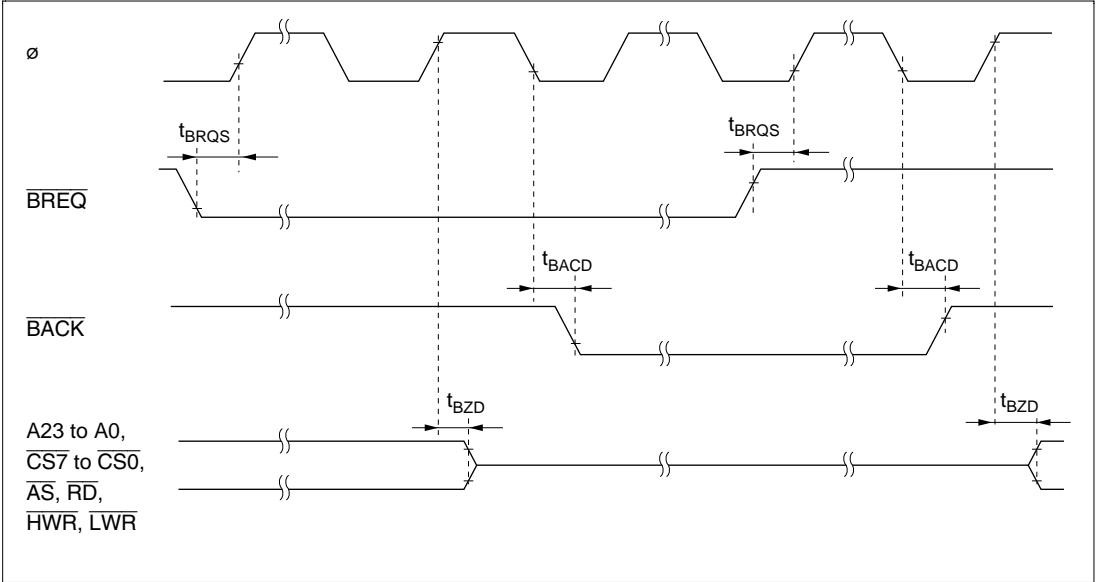 ø
tBRQS
tBRQS
BREQ
tBACD
tBACD
BACK
tBZD
tBZD
A23 to A0,
CS7 to CS0,
AS, RD,
HWR, LWR